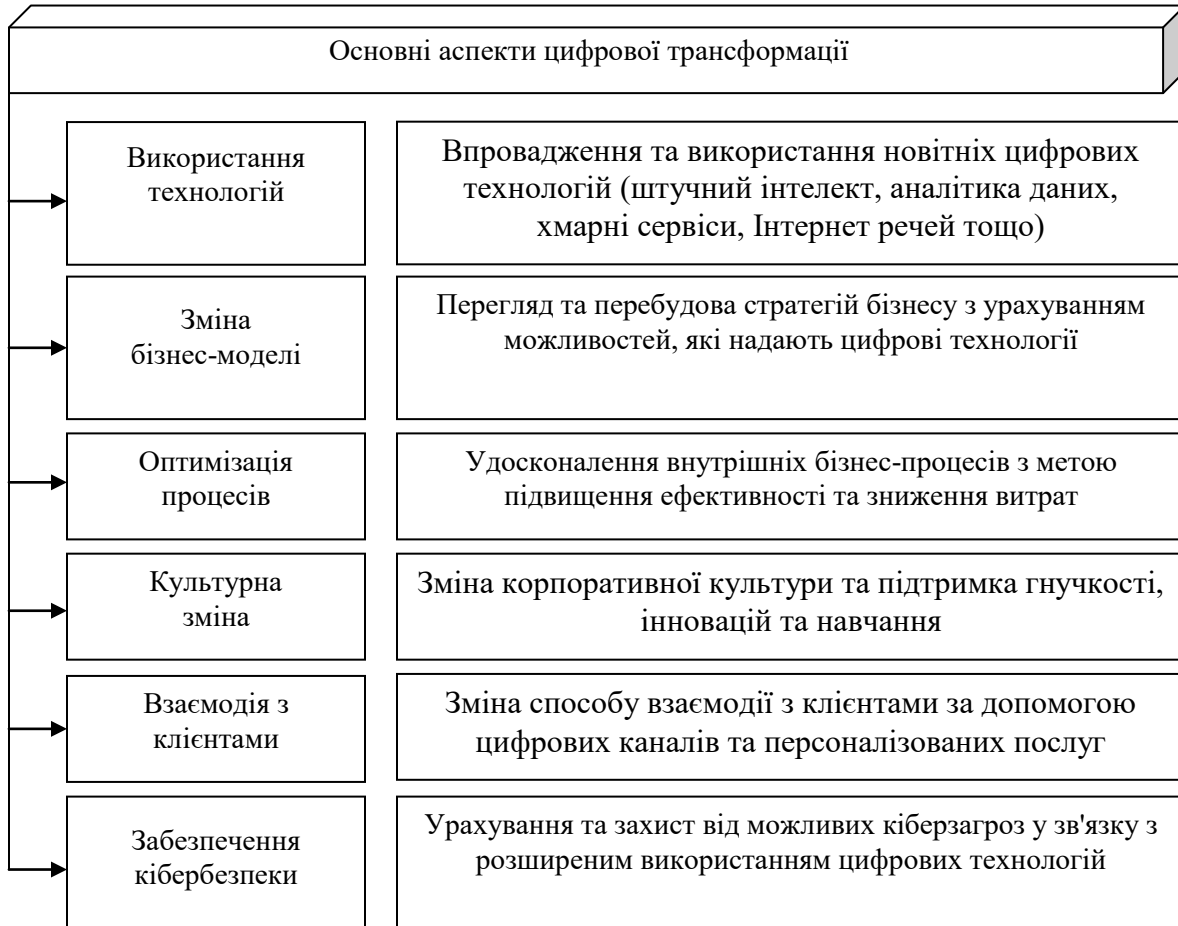 Основні аспекти цифрової трансформації
Використання
технологій
Впровадження та використання новітніх цифрових
технологій (штучний інтелект, аналітика даних,
хмарні сервіси, Інтернет речей тощо)
Зміна
бізнес-моделі
Перегляд та перебудова стратегій бізнесу з урахуванням
можливостей, які надають цифрові технології
Оптимізація
процесів
Удосконалення внутрішніх бізнес-процесів з метою
підвищення ефективності та зниження витрат
Культурна
зміна
Зміна корпоративної культури та підтримка гнучкості,
інновацій та навчання
Взаємодія з
клієнтами
Зміна способу взаємодії з клієнтами за допомогою
цифрових каналів та персоналізованих послуг
Забезпечення
кібербезпеки
Урахування та захист від можливих кіберзагроз у зв'язку з
розширеним використанням цифрових технологій